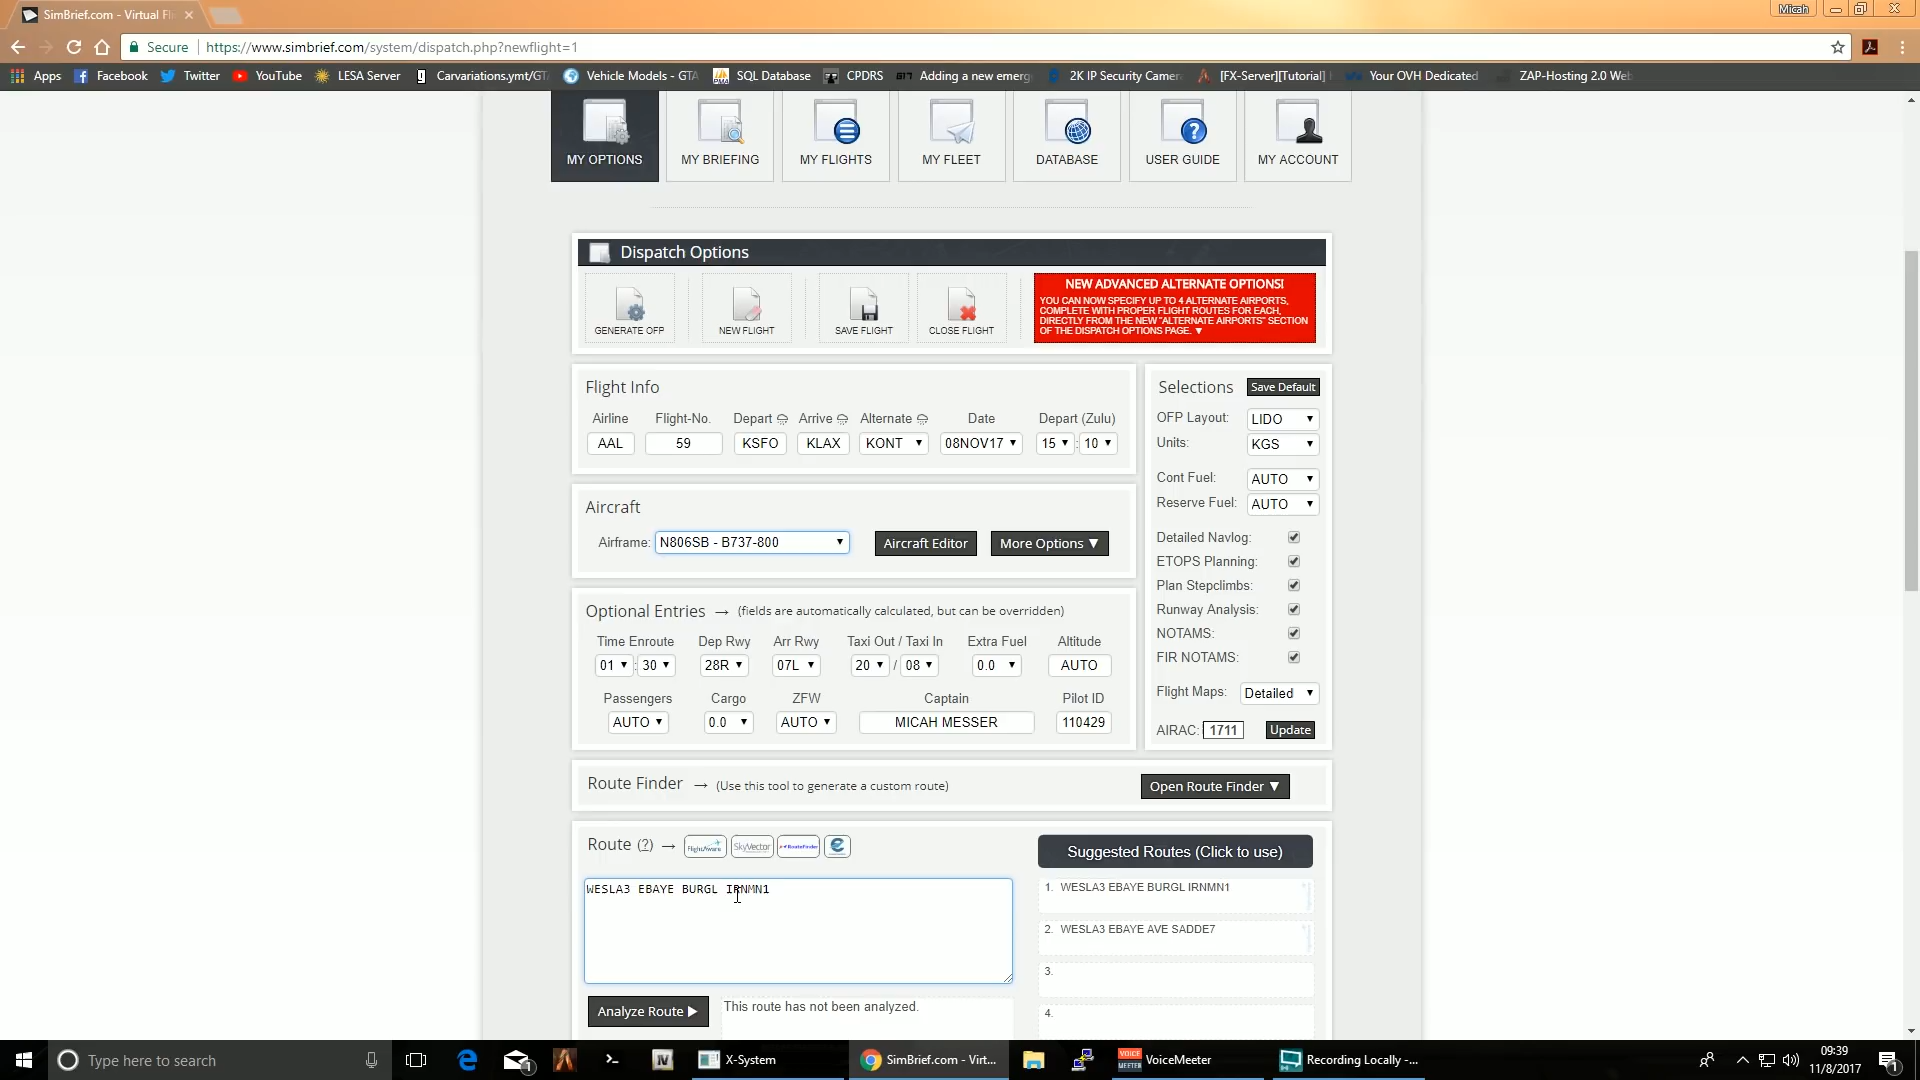 SimBrief.com - Virtual Fl
Micah
Secure
https://www.simbrief.com/system/dispatch.php?newflight=1
Apps Facebook Twitter YouTube LESA Server Carvariations.ymt/GTA Vehicle Models - GTA SQL Database CPDRS Adding a new emerg 2K IP Security Camera [FX-Server][Tutorial] Your OVH Dedicated ZAP-Hosting 2.0 Web
MY OPTIONS MY BRIEFING MY FLIGHTS MY FLEET DATABASE USER GUIDE MY ACCOUNT
Dispatch Options
GENERATE OFP NEW FLIGHT SAVE FLIGHT CLOSE FLIGHT
NEW ADVANCED ALTERNATE OPTIONS!
YOU CAN NOW SPECIFY UP TO 4 ALTERNATE AIRPORTS,
COMPLETE WITH PROPER FLIGHT ROUTES FOR EACH,
DIRECTLY FROM THE NEW "ALTERNATE AIRPORTS" SECTION
OF THE DISPATCH OPTIONS PAGE. ▼
Flight Info
Airline Flight-No. Depart Arrive Alternate Date Depart (Zulu)
AAL 59 KSFO KLAX KONT 08NOV17 15 : 10
Aircraft
Airframe: N806SB - B737-800 Aircraft Editor More Options ▼
Optional Entries → (fields are automatically calculated, but can be overridden)
Time Enroute Dep Rwy Arr Rwy Taxi Out / Taxi In Extra Fuel Altitude
01 : 30 28R 07L 20 / 08 0.0 AUTO
Passengers Cargo ZFW Captain Pilot ID
AUTO 0.0 AUTO MICAH MESSER 110429
Selections Save Default
OFP Layout: LIDO
Units: KGS
Cont Fuel: AUTO
Reserve Fuel: AUTO
Detailed Navlog:
ETOPS Planning:
Plan Stepclimbs:
Runway Analysis:
NOTAMS:
FIR NOTAMS:
Flight Maps: Detailed
AIRAC: 1711 Update
Route Finder → (Use this tool to generate a custom route) Open Route Finder ▼
Route (?) → FlightAware SkyVector RouteFinder
WESLA3 EBAYE BURGL IRNMN1
Analyze Route ▶ This route has not been analyzed.
Suggested Routes (Click to use)
1. WESLA3 EBAYE BURGL IRNMN1
2. WESLA3 EBAYE AVE SADDE7
3.
4.
Type here to search
X-System SimBrief.com - Virt... VOICE MEETER VoiceMeeter Recording Locally -...
09:39
11/8/2017